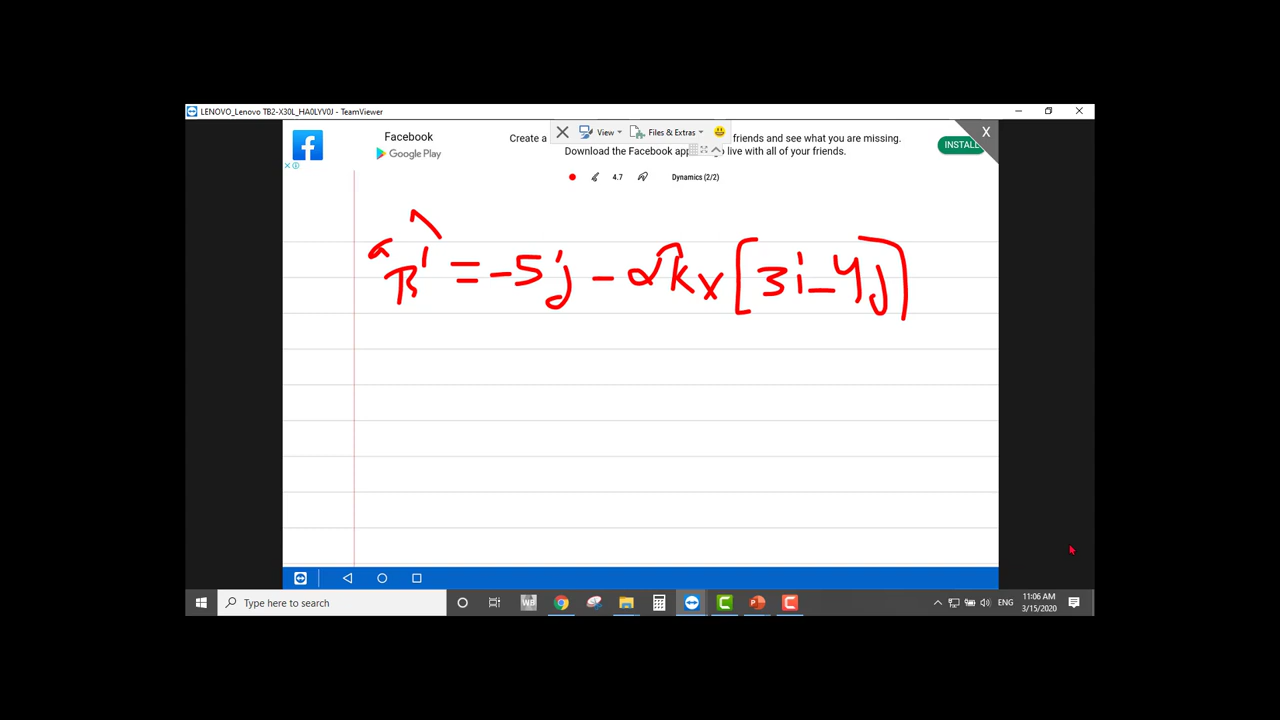 LENOVO_Lenovo TB2-X30L_HA0LYV0J - TeamViewer
Facebook
Google Play
View
Files & Extras
Create a
friends and see what you are missing.
Download the Facebook app
live with all of your friends.
INSTALL
X
4.7
Dynamics (2/2)
= -5j - αk x [3i - 4j]
Type here to search
WB
ENG
11:06 AM
3/15/2020